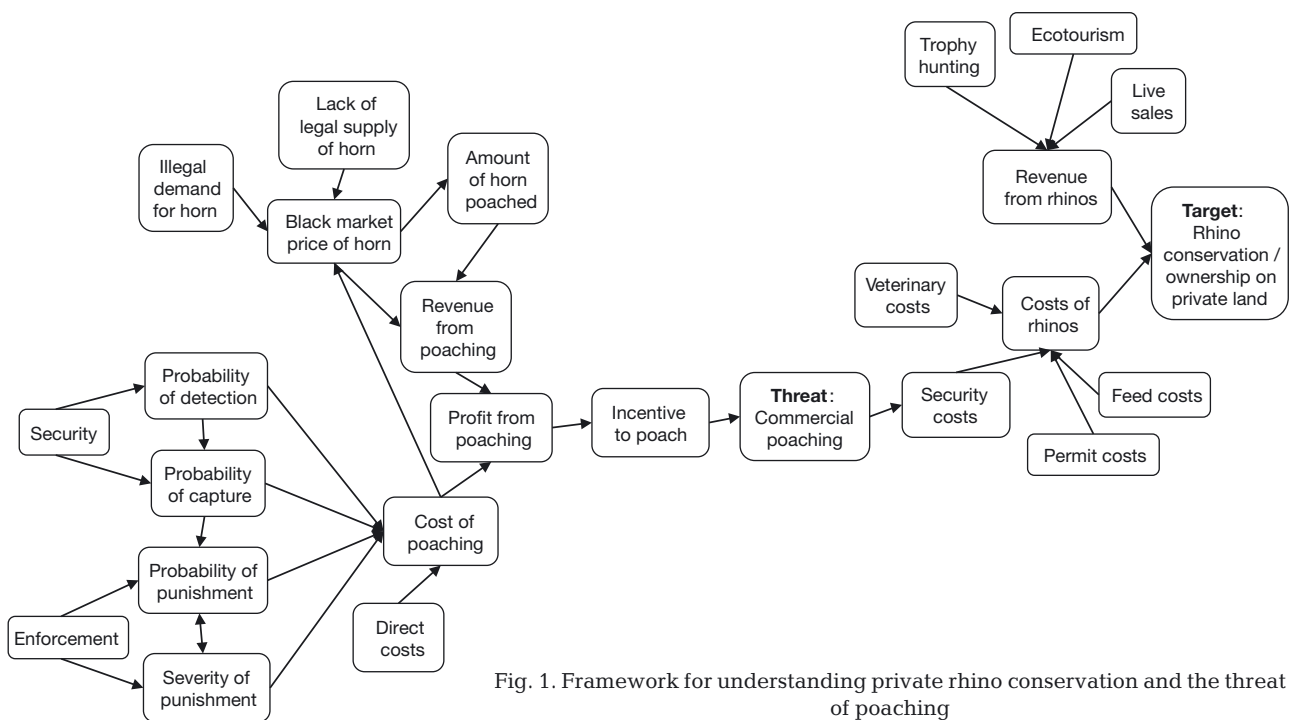 Trophy
hunting
Ecotourism
Live
sales
Lack of
legal supply
of horn
Illegal
demand
for horn
Amount
of horn
poached
Black market
price of horn
Revenue
from rhinos
Target:
Rhino
conservation /
ownership on
private land
Veterinary
costs
Costs of
rhinos
Revenue
from
poaching
Probability
of detection
Security
Probability
of capture
Profit from
poaching
Incentive
to poach
Threat:
Commercial
poaching
Security
costs
Feed costs
Permit costs
Cost of
poaching
Probability of
punishment
Enforcement
Severity of
punishment
Direct
costs
Fig. 1. Framework for understanding private rhino conservation and the threat
of poaching